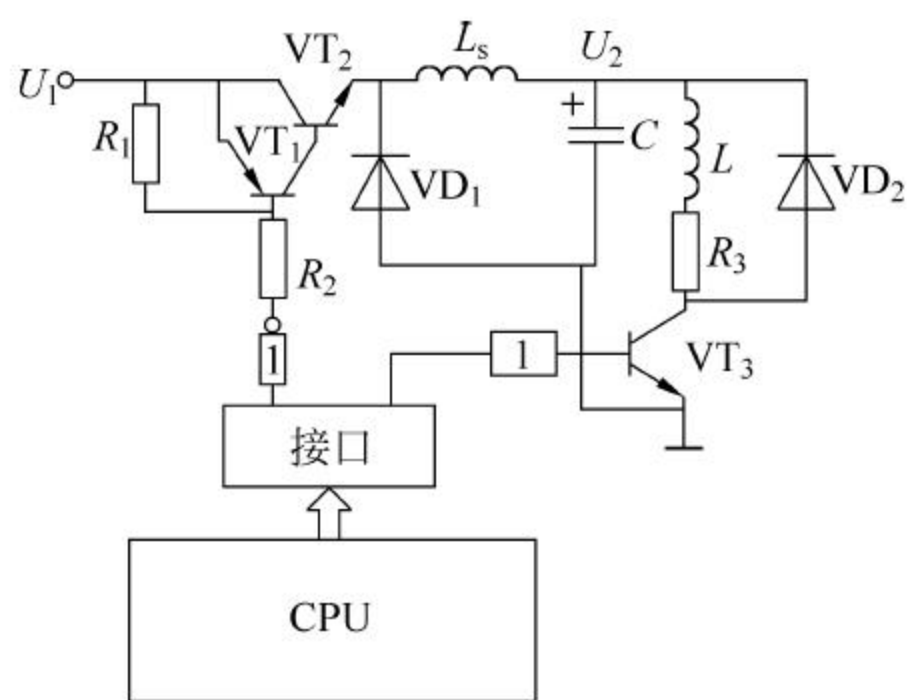 VT₂
Lₛ
U₂
U₁
R₁
VT₁
+
C
L
VD₁
VD₂
R₂
R₃
1
1
VT₃
接口
CPU